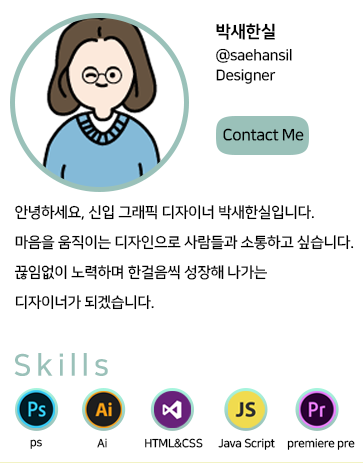 박새한실
@saehansil
Designer
Contact Me
안녕하세요, 신입 그래픽 디자이너 박새한실입니다.
마음을 움직이는 디자인으로 사람들과 소통하고 싶습니다.
끊임없이 노력하며 한걸음씩 성장해 나가는
디자이너가 되겠습니다.
Skills
Ps Ai JS Pr
ps Ai HTML&CSS Java Script premiere pre